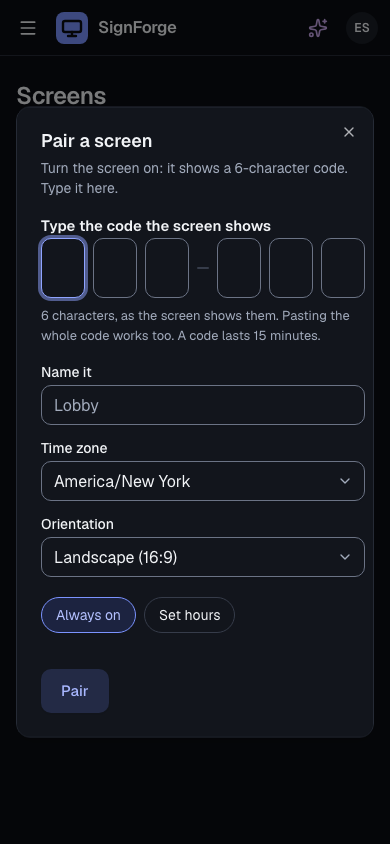 SignForge
ES
Screens
Pair a screen
Turn the screen on: it shows a 6-character code.
Type it here.
Type the code the screen shows
–
6 characters, as the screen shows them. Pasting the
whole code works too. A code lasts 15 minutes.
Name it
Lobby
Time zone
America/New York
Orientation
Landscape (16:9)
Always on
Set hours
Pair